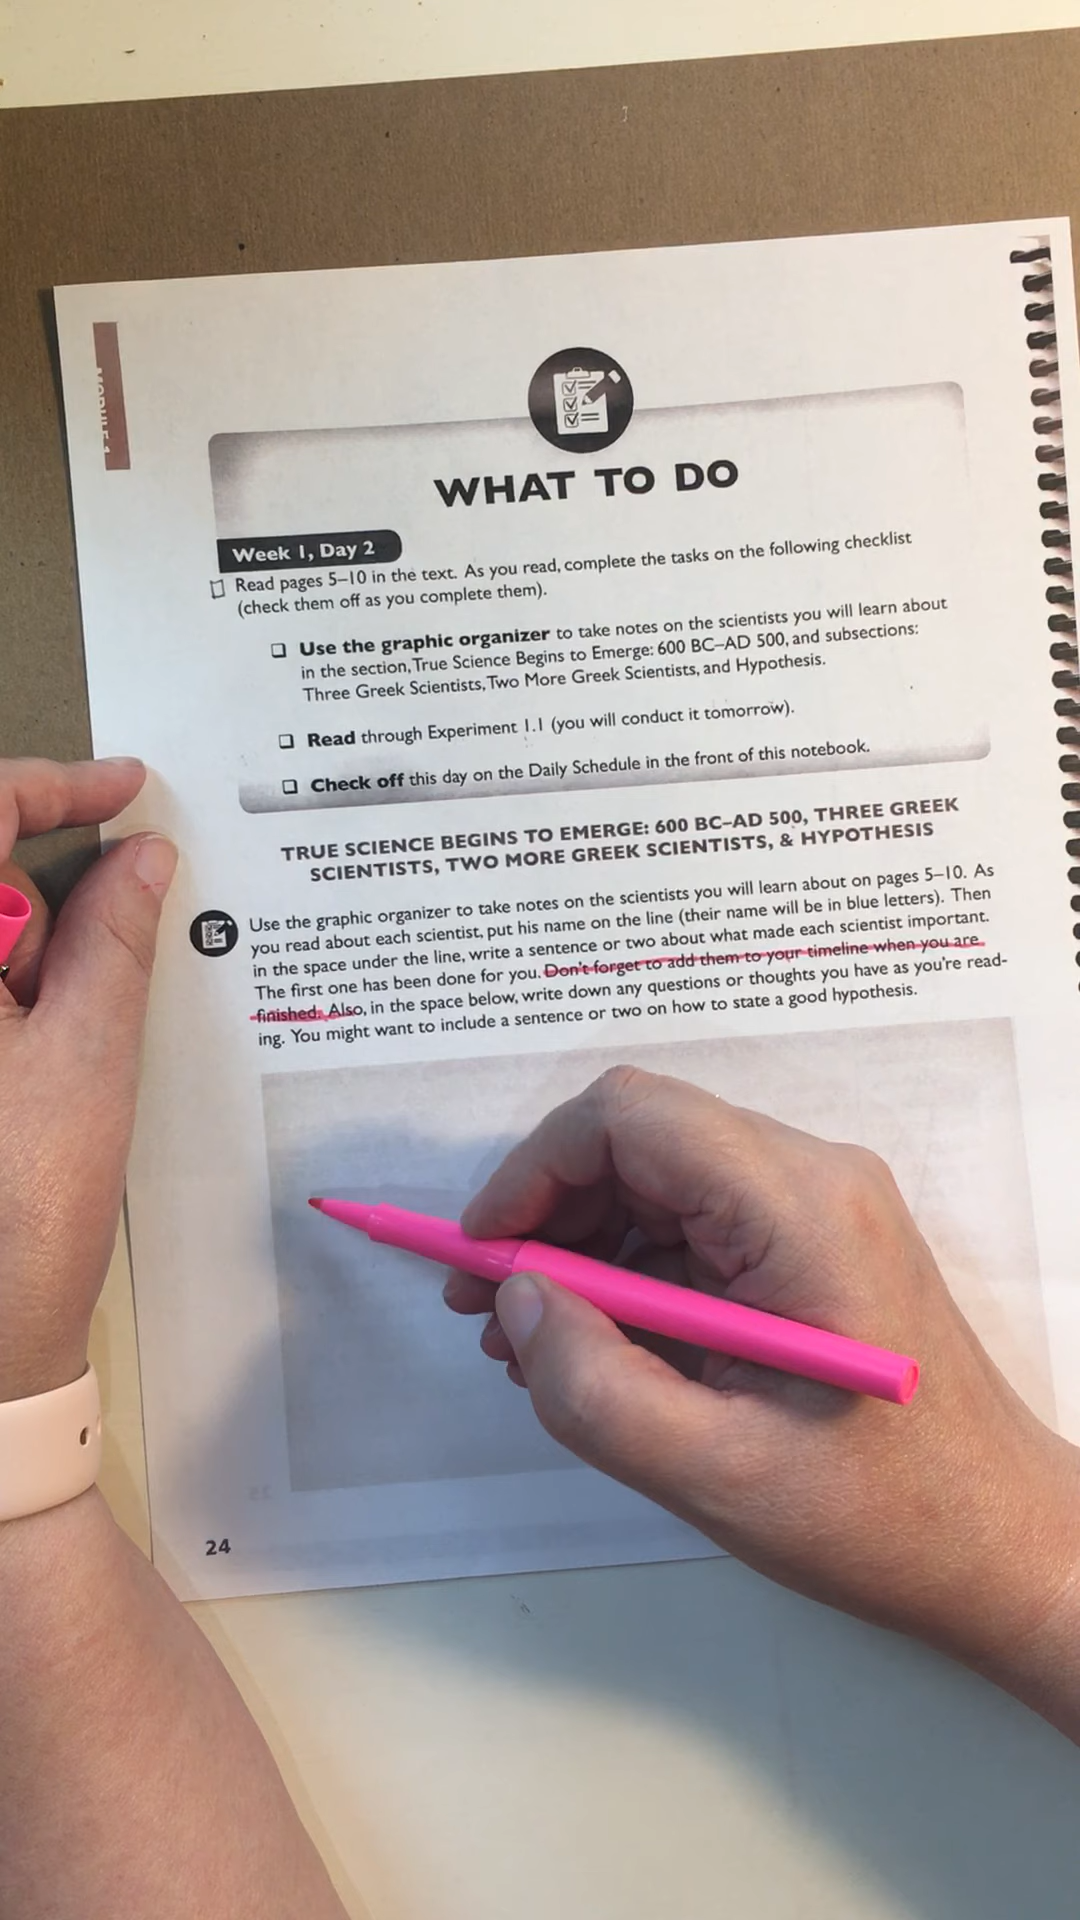 MODULE 1
WHAT TO DO
Week 1, Day 2
Read pages 5–10 in the text. As you read, complete the tasks on the following checklist
(check them off as you complete them).
❑ Use the graphic organizer to take notes on the scientists you will learn about
in the section, True Science Begins to Emerge: 600 BC–AD 500, and subsections:
Three Greek Scientists, Two More Greek Scientists, and Hypothesis.
❑ Read through Experiment 1.1 (you will conduct it tomorrow).
❑ Check off this day on the Daily Schedule in the front of this notebook.
TRUE SCIENCE BEGINS TO EMERGE: 600 BC–AD 500, THREE GREEK
SCIENTISTS, TWO MORE GREEK SCIENTISTS, & HYPOTHESIS
Use the graphic organizer to take notes on the scientists you will learn about on pages 5–10. As
you read about each scientist, put his name on the line (their name will be in blue letters). Then
in the space under the line, write a sentence or two about what made each scientist important.
The first one has been done for you. Don't forget to add them to your timeline when you are
finished. Also, in the space below, write down any questions or thoughts you have as you're read-
ing. You might want to include a sentence or two on how to state a good hypothesis.
24